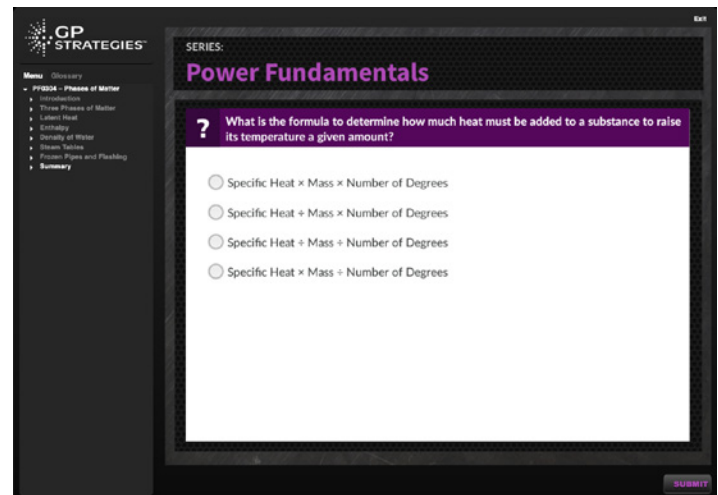 Exit
GP
STRATEGIES
SERIES:
Power Fundamentals
Menu Glossary
PF0304 – Phases of Matter
Introduction
Three Phases of Matter
Latent Heat
Enthalpy
Density of Water
Steam Tables
Frozen Pipes and Flashing
Summary
?
What is the formula to determine how much heat must be added to a substance to raise
its temperature a given amount?
Specific Heat × Mass × Number of Degrees
Specific Heat ÷ Mass × Number of Degrees
Specific Heat ÷ Mass ÷ Number of Degrees
Specific Heat × Mass ÷ Number of Degrees
SUBMIT